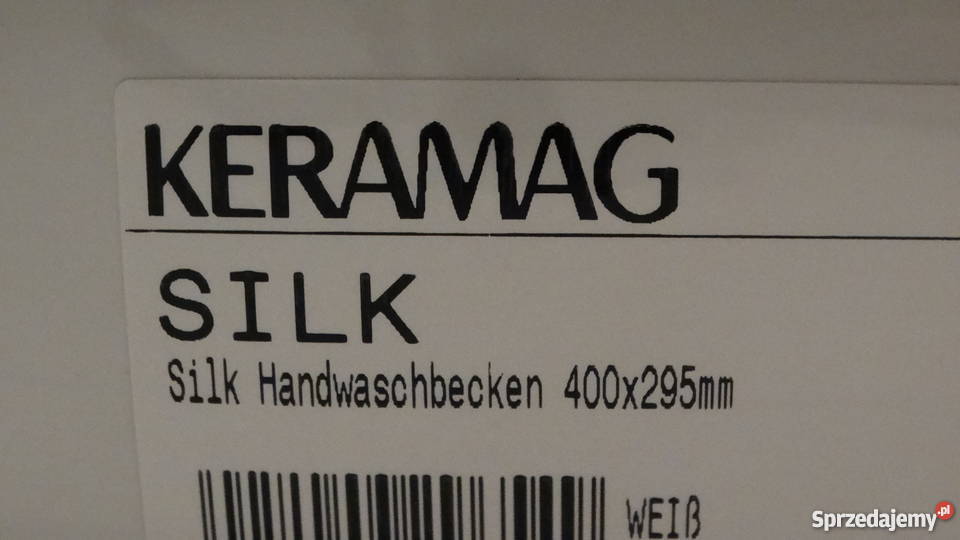 KERAMAG
SILK
Silk Handwaschbecken 400x295mm
WEIß
Sprzedajemy.pl